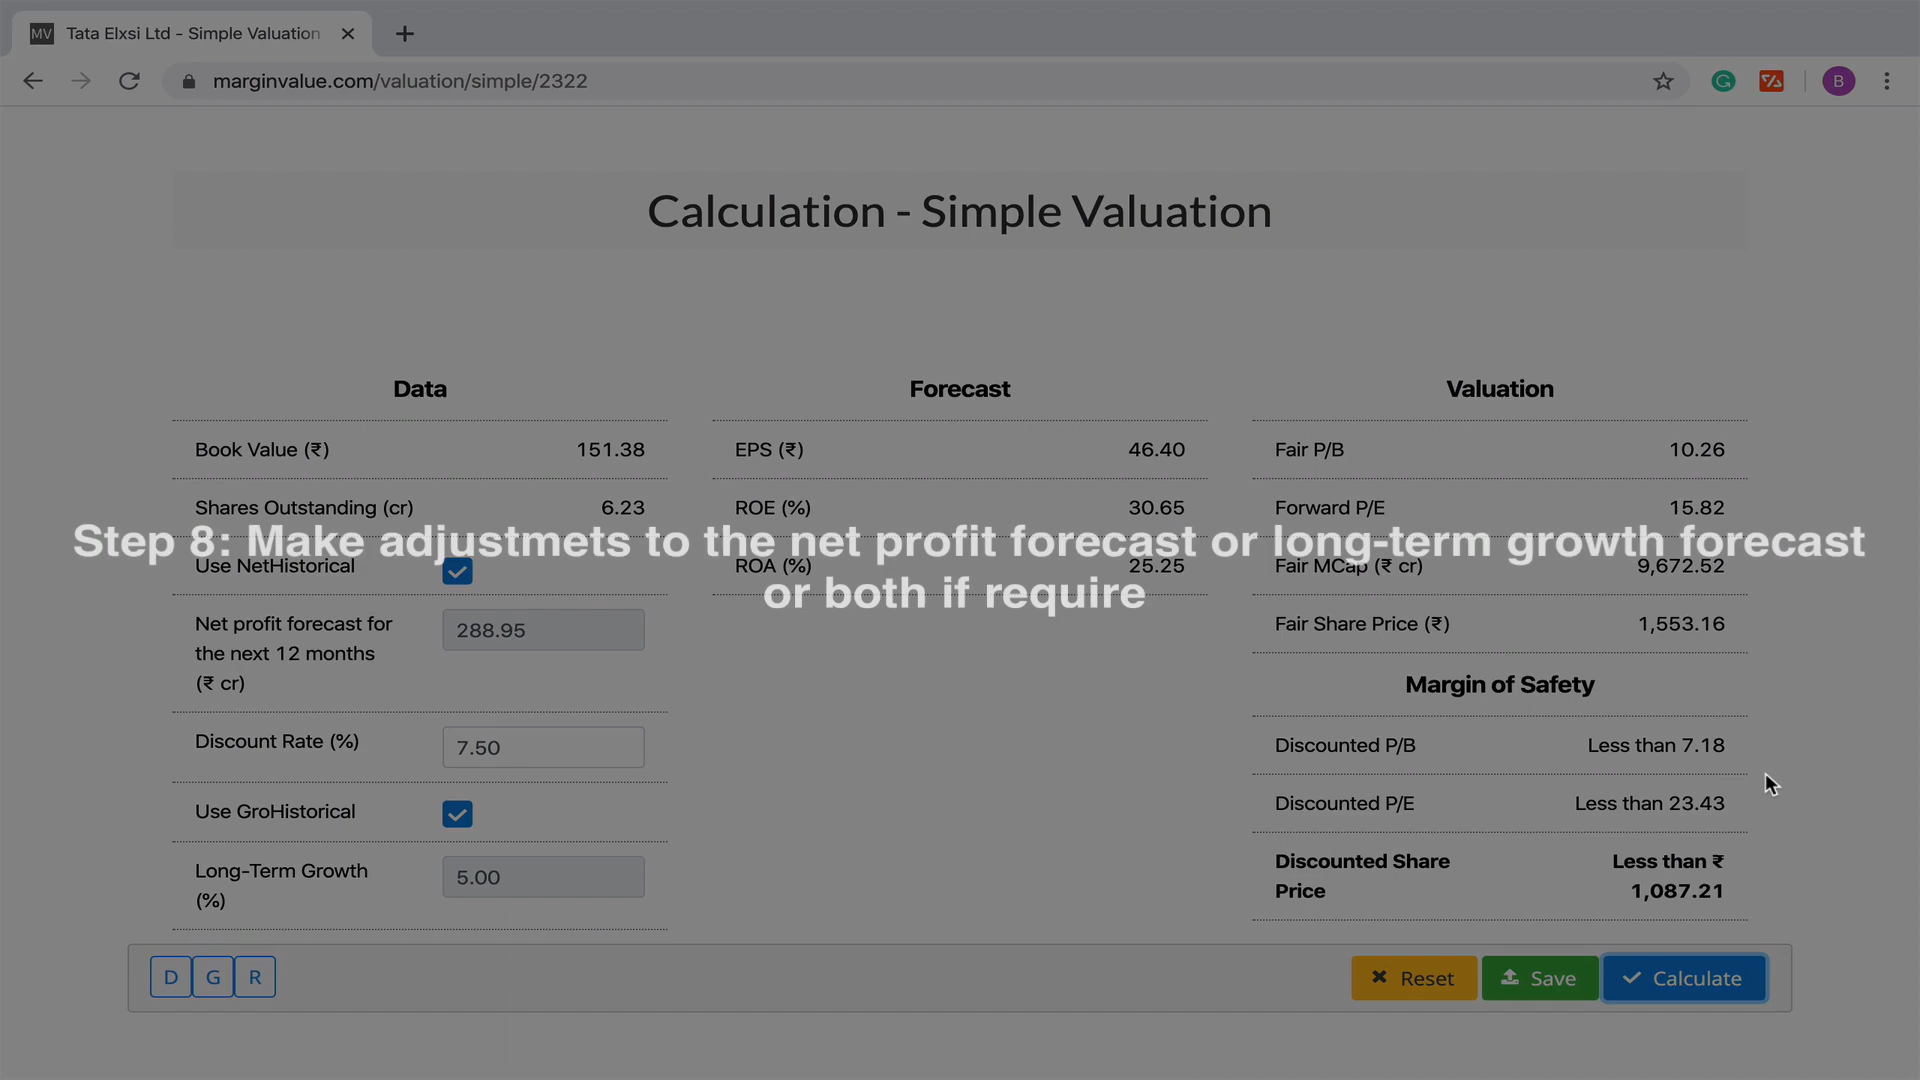 MV Tata Elxsi Ltd - Simple Valuation
marginvalue.com/valuation/simple/2322
B
Calculation - Simple Valuation
Data
Book Value (₹) 151.38
Shares Outstanding (cr) 6.23
Use NetHistorical
Net profit forecast for
the next 12 months
(₹ cr)
288.95
Discount Rate (%) 7.50
Use GroHistorical
Long-Term Growth
(%)
5.00
Forecast
EPS (₹) 46.40
ROE (%) 30.65
ROA (%) 25.25
Valuation
Fair P/B 10.26
Forward P/E 15.82
Fair MCap (₹ cr) 9,672.52
Fair Share Price (₹) 1,553.16
Margin of Safety
Discounted P/B Less than 7.18
Discounted P/E Less than 23.43
Discounted Share
Price
Less than ₹
1,087.21
Step 8: Make adjustmets to the net profit forecast or long-term growth forecast
or both if require
D G R
Reset Save Calculate